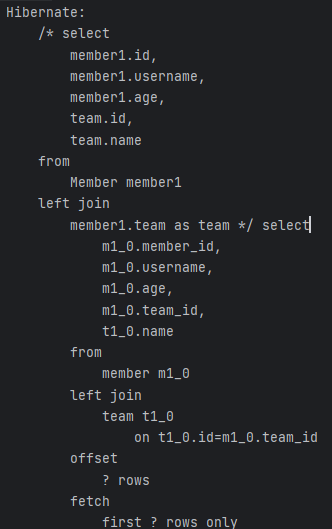 Hibernate:
    /* select
        member1.id,
        member1.username,
        member1.age,
        team.id,
        team.name
    from
        Member member1
    left join
        member1.team as team */ select
            m1_0.member_id,
            m1_0.username,
            m1_0.age,
            m1_0.team_id,
            t1_0.name
        from
            member m1_0
        left join
            team t1_0
                on t1_0.id=m1_0.team_id
        offset
            ? rows
        fetch
            first ? rows only